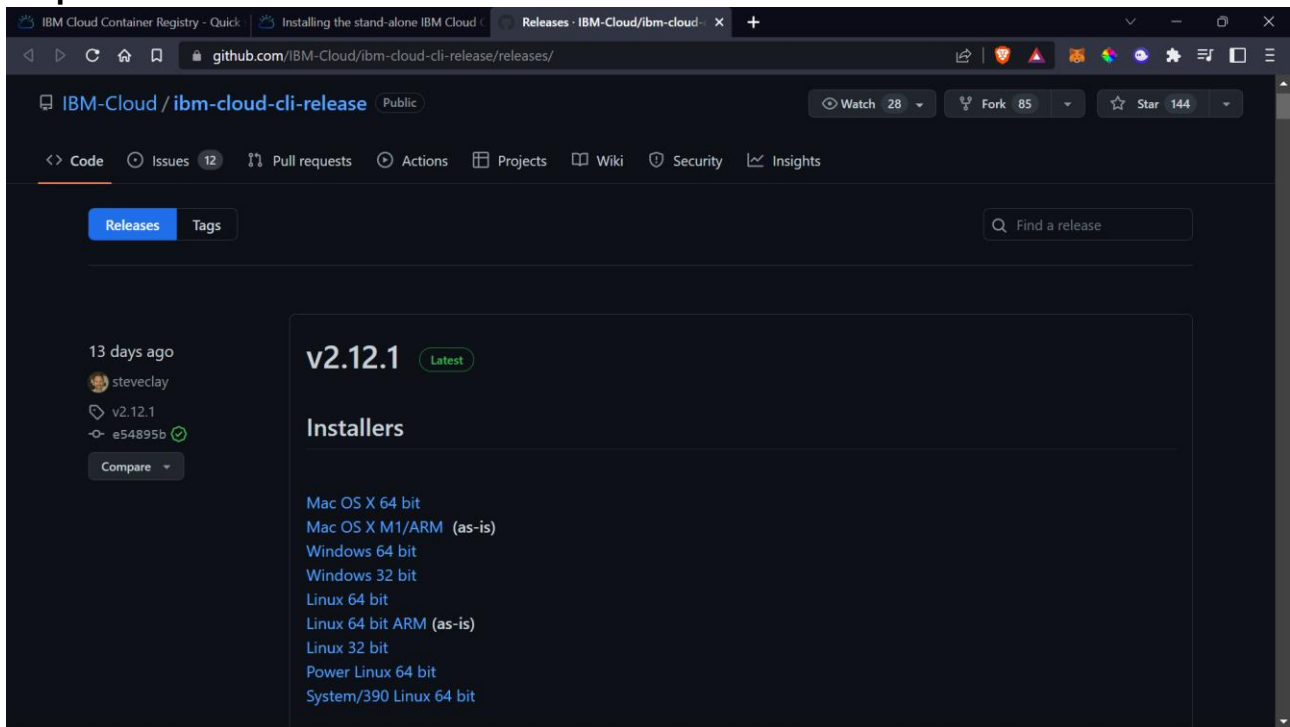 IBM Cloud Container Registry - Quick
Installing the stand-alone IBM Cloud C
Releases · IBM-Cloud/ibm-cloud-c
github.com/IBM-Cloud/ibm-cloud-cli-release/releases/
IBM-Cloud / ibm-cloud-cli-release Public
Watch 28
Fork 85
Star 144
<> Code
Issues 12
Pull requests
Actions
Projects
Wiki
Security
Insights
Releases
Tags
Find a release
13 days ago
steveclay
v2.12.1
e54895b
Compare
v2.12.1 Latest
Installers
Mac OS X 64 bit
Mac OS X M1/ARM (as-is)
Windows 64 bit
Windows 32 bit
Linux 64 bit
Linux 64 bit ARM (as-is)
Linux 32 bit
Power Linux 64 bit
System/390 Linux 64 bit